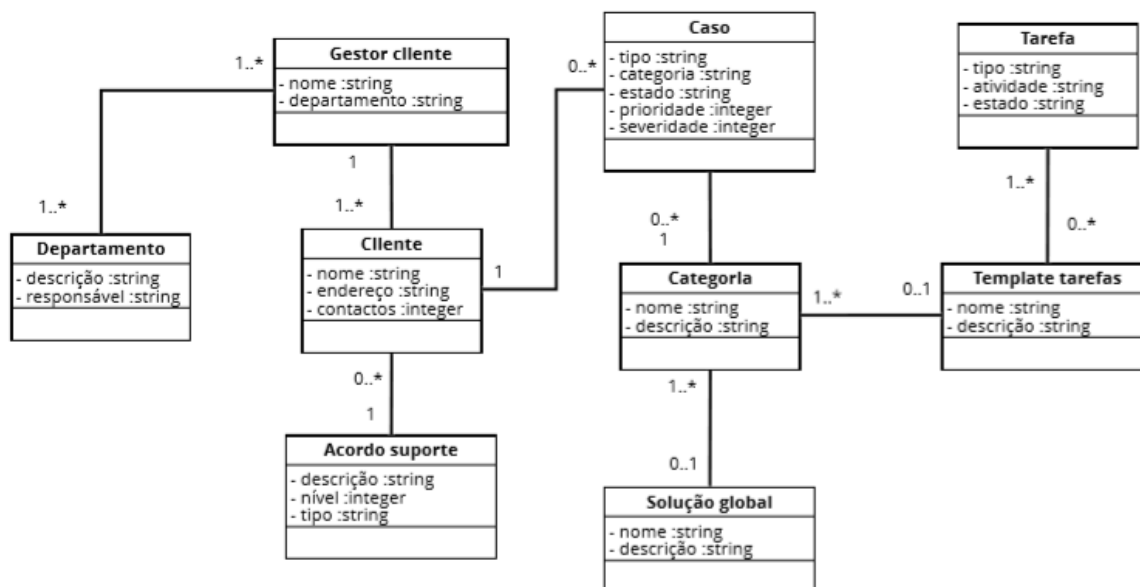 Gestor cliente
- nome :string
- departamento :string
1..*
1..*
Departamento
- descrição :string
- responsável :string
1
1..*
Cliente
- nome :string
- endereço :string
- contactos :integer
0..*
1
Acordo suporte
- descrição :string
- nível :integer
- tipo :string
1
0..*
Caso
- tipo :string
- categoria :string
- estado :string
- prioridade :integer
- severidade :integer
0..*
1
Categoria
- nome :string
- descrição :string
1..*
0..1
Solução global
- nome :string
- descrição :string
1..*
0..1
Tarefa
- tipo :string
- atividade :string
- estado :string
1..*
0..*
Template tarefas
- nome :string
- descrição :string